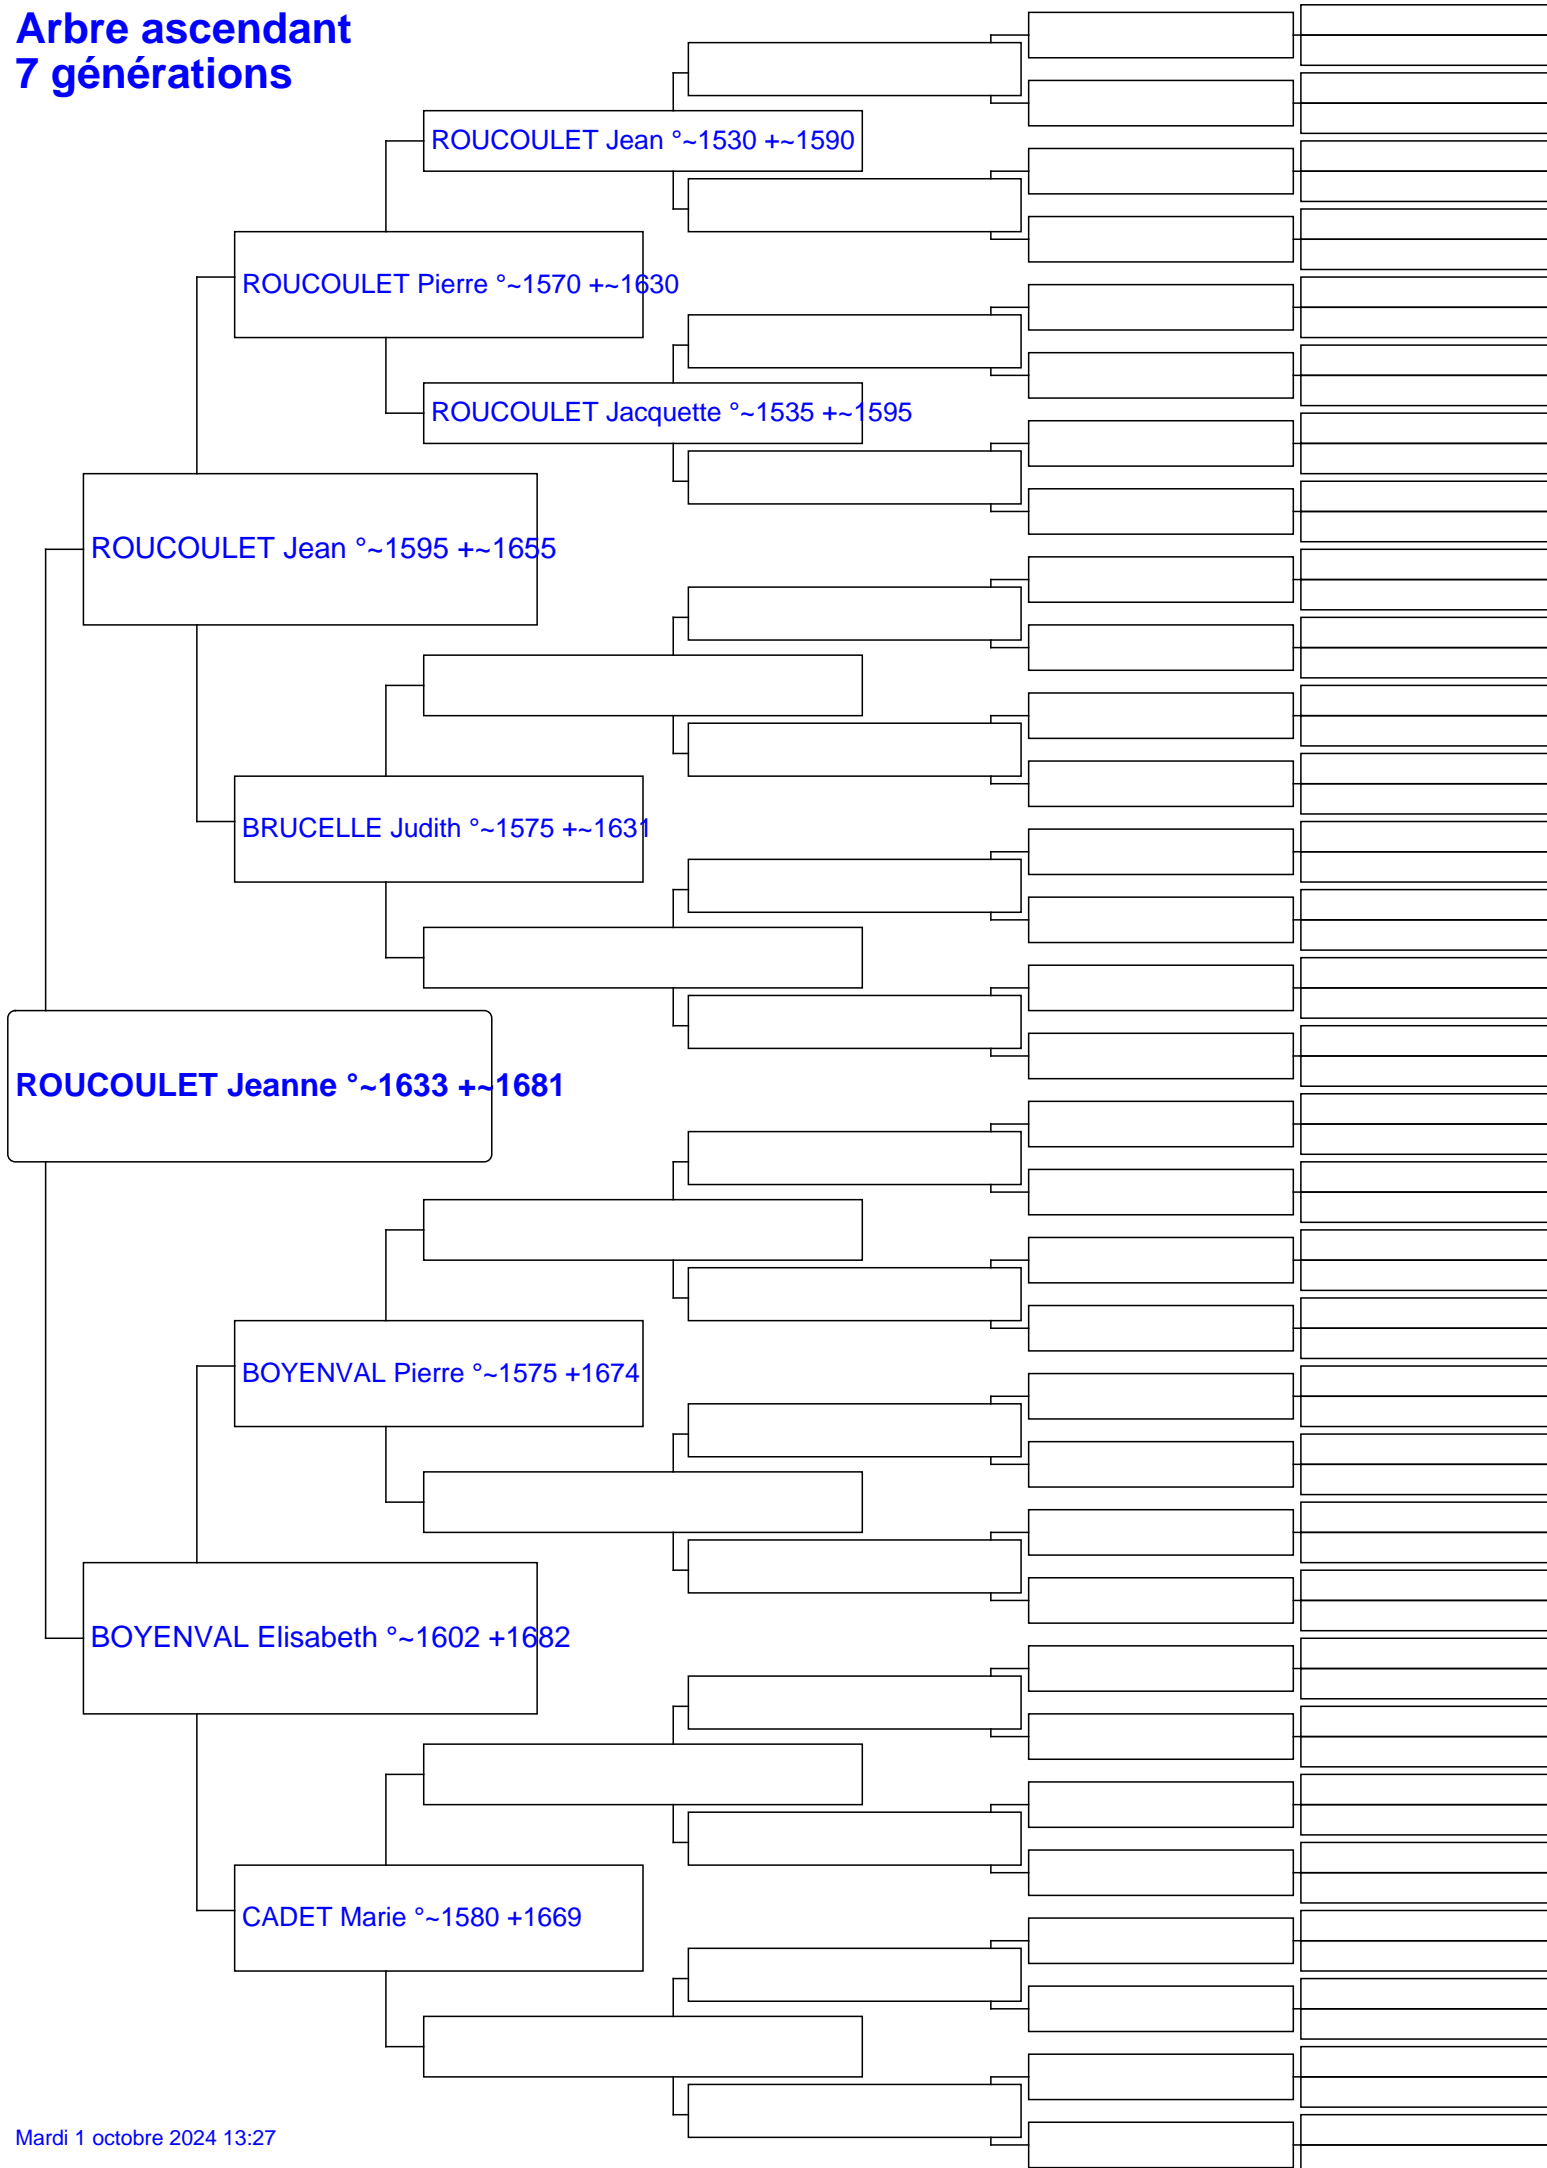 Arbre ascendant
7 générations
ROUCOULET Jean °~1530 +~1590
ROUCOULET Pierre °~1570 +~1630
ROUCOULET Jacquette °~1535 +~1595
ROUCOULET Jean °~1595 +~1655
BRUCELLE Judith °~1575 +~1631
ROUCOULET Jeanne °~1633 +~1681
BOYENVAL Pierre °~1575 +1674
BOYENVAL Elisabeth °~1602 +1682
CADET Marie °~1580 +1669
Mardi 1 octobre 2024 13:27